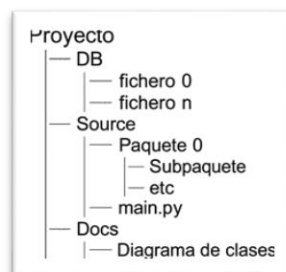 Proyecto
DB
fichero 0
fichero n
Source
Paquete 0
Subpaquete
etc
main.py
Docs
Diagrama de clases